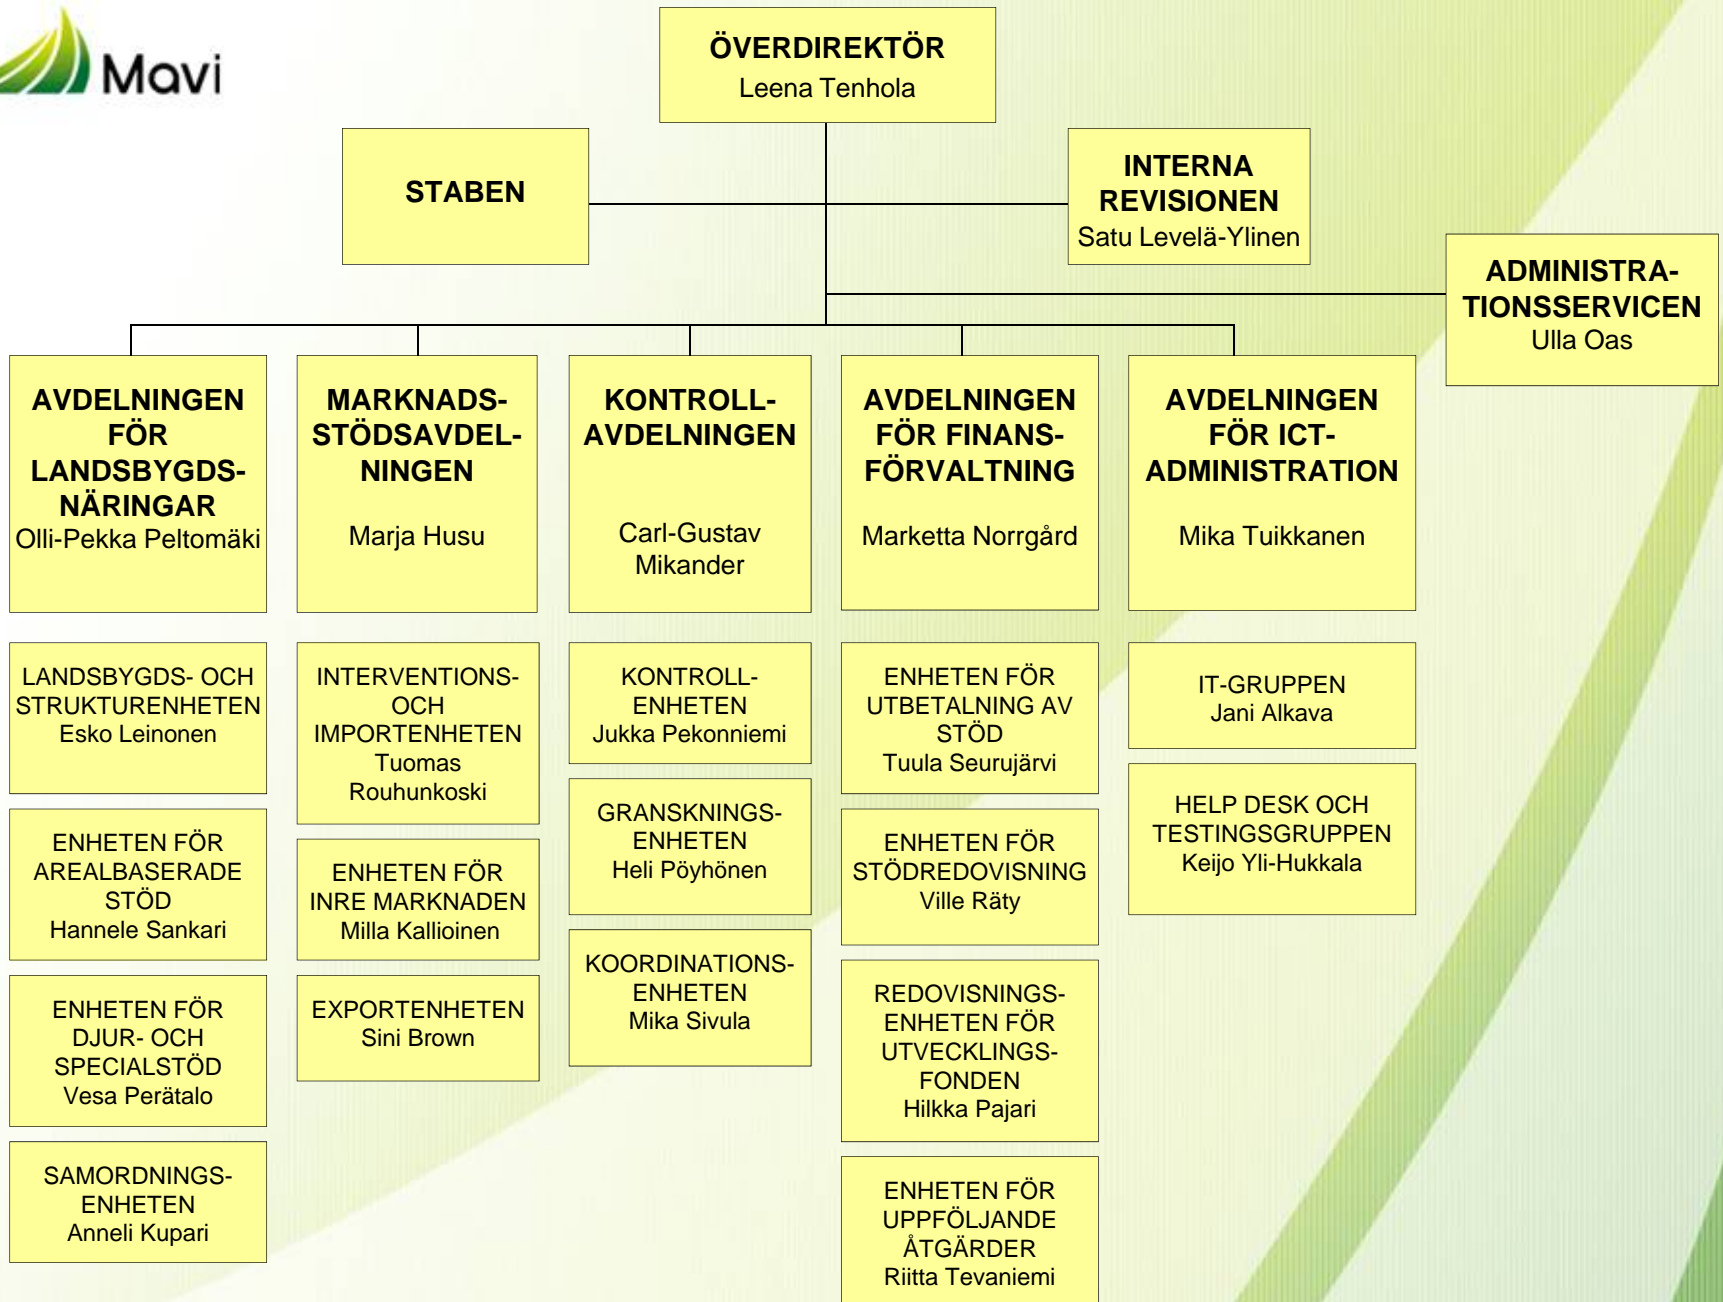 Mavi
ÖVERDIREKTÖR
Leena Tenhola
STABEN
INTERNA
REVISIONEN
Satu Levelä-Ylinen
ADMINISTRA-
TIONSSERVICEN
Ulla Oas
AVDELNINGEN
FÖR
LANDSBYGDS-
NÄRINGAR
Olli-Pekka Peltomäki
MARKNADS-
STÖDSAVDEL-
NINGEN
Marja Husu
KONTROLL-
AVDELNINGEN
Carl-Gustav
Mikander
AVDELNINGEN
FÖR FINANS-
FÖRVALTNING
Marketta Norrgård
AVDELNINGEN
FÖR ICT-
ADMINISTRATION
Mika Tuikkanen
LANDSBYGDS- OCH
STRUKTURENHETEN
Esko Leinonen
ENHETEN FÖR
AREALBASERADE
STÖD
Hannele Sankari
ENHETEN FÖR
DJUR- OCH
SPECIALSTÖD
Vesa Perätalo
SAMORDNINGS-
ENHETEN
Anneli Kupari
INTERVENTIONS-
OCH
IMPORTENHETEN
Tuomas
Rouhunkoski
ENHETEN FÖR
INRE MARKNADEN
Milla Kallioinen
EXPORTENHETEN
Sini Brown
KONTROLL-
ENHETEN
Jukka Pekonniemi
GRANSKNINGS-
ENHETEN
Heli Pöyhönen
KOORDINATIONS-
ENHETEN
Mika Sivula
ENHETEN FÖR
UTBETALNING AV
STÖD
Tuula Seurujärvi
ENHETEN FÖR
STÖDREDOVISNING
Ville Räty
REDOVISNINGS-
ENHETEN FÖR
UTVECKLINGS-
FONDEN
Hilkka Pajari
ENHETEN FÖR
UPPFÖLJANDE
ÅTGÄRDER
Riitta Tevaniemi
IT-GRUPPEN
Jani Alkava
HELP DESK OCH
TESTINGSGRUPPEN
Keijo Yli-Hukkala